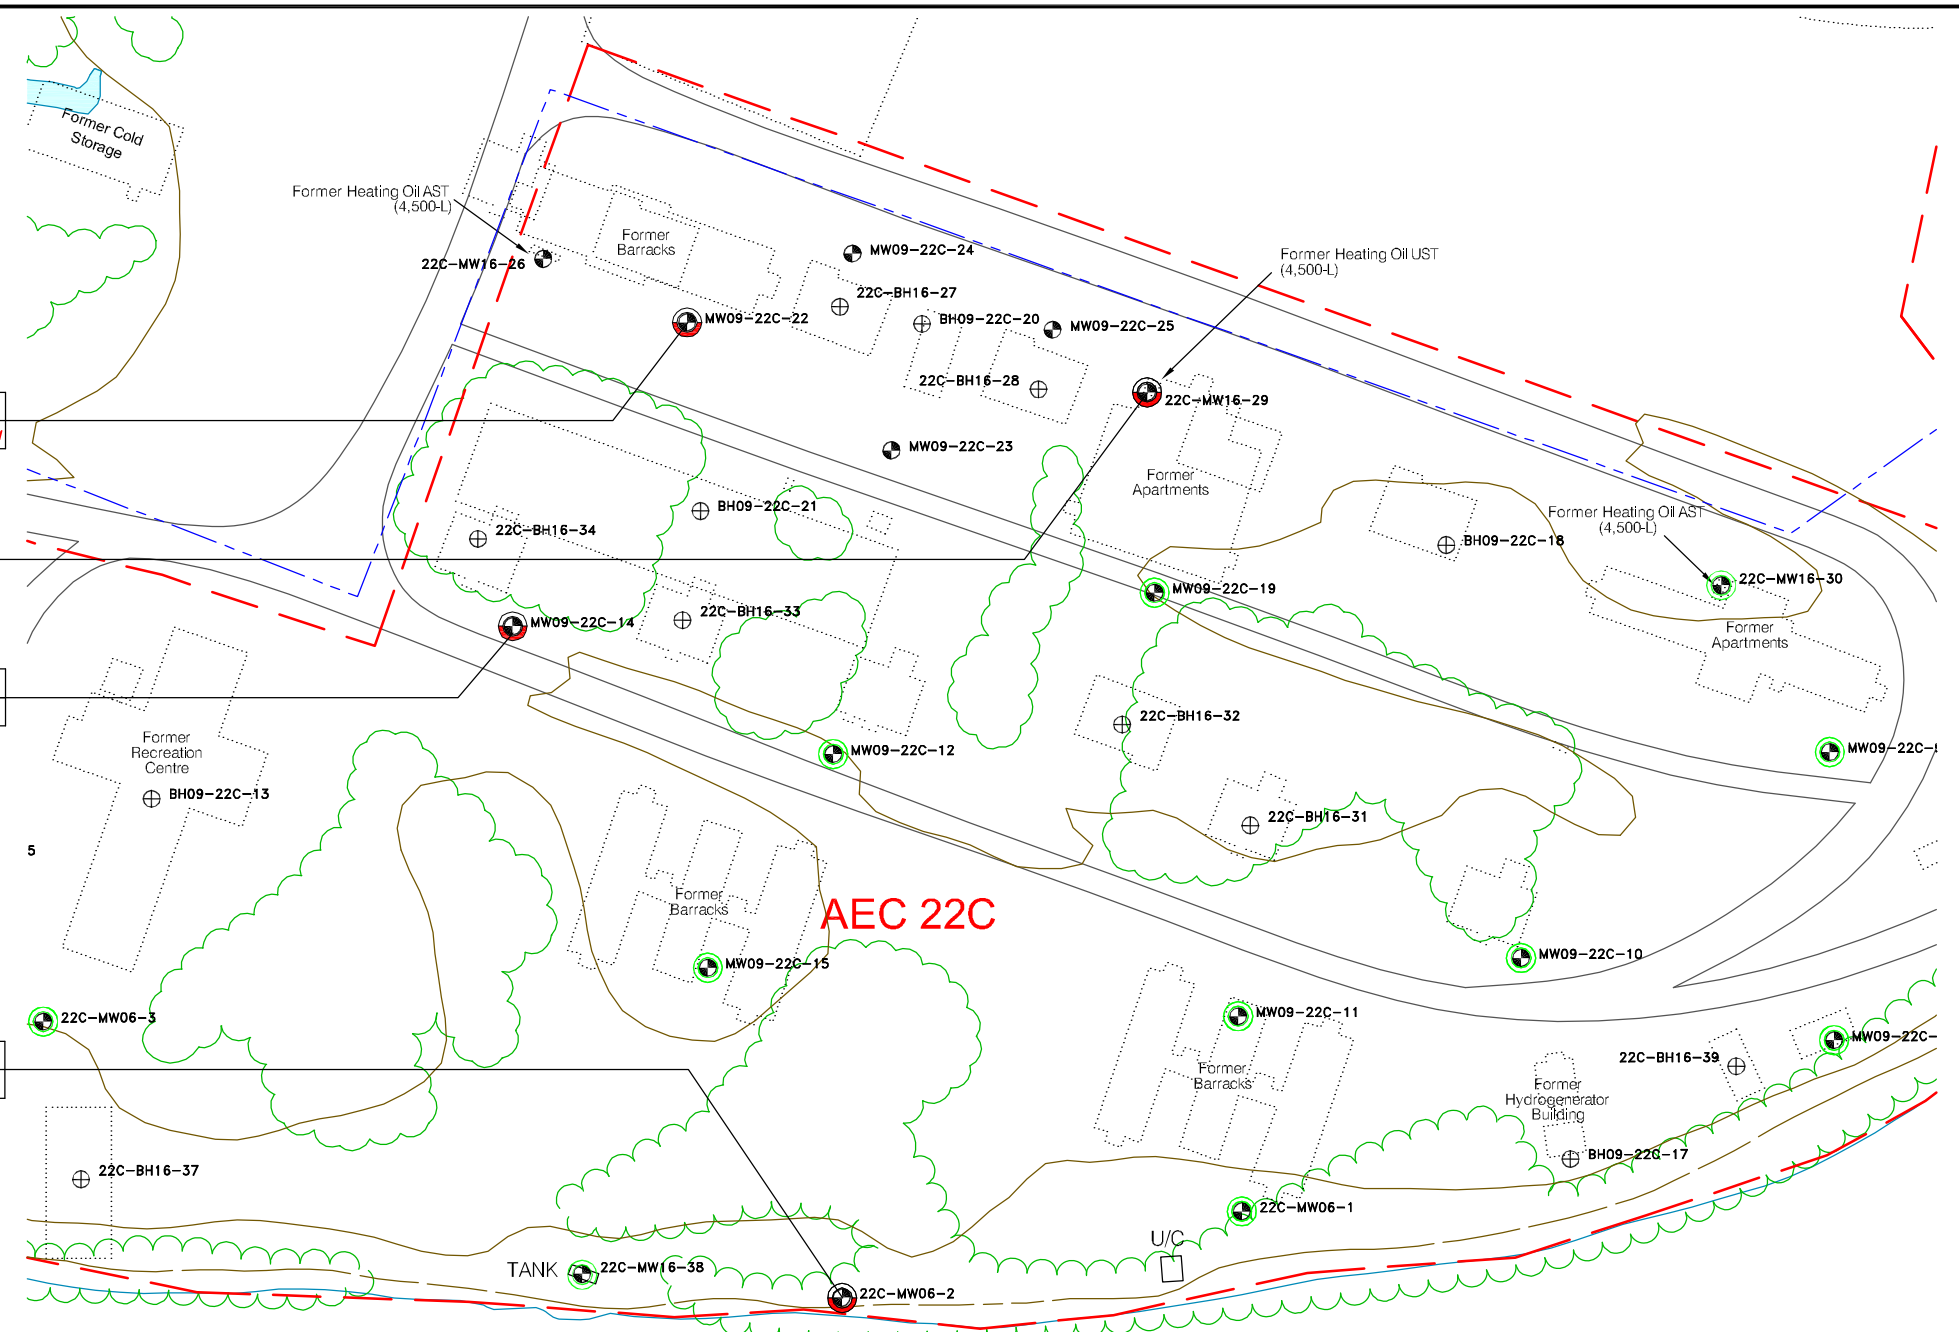 Former Cold
Storage
Former Heating Oil AST
(4,500-L)
22C-MW16-26
Former
Barracks
MW09-22C-24
Former Heating Oil UST
(4,500-L)
22C-BH16-27
MW09-22C-22
BH09-22C-20
MW09-22C-25
22C-BH16-28
22C-MW16-29
MW09-22C-23
Former
Apartments
BH09-22C-21
22C-BH16-34
Former Heating Oil AST
(4,500-L)
BH09-22C-18
22C-MW16-30
MW09-22C-19
22C-BH16-33
MW09-22C-14
Former
Apartments
22C-BH16-32
Former
Recreation
Centre
MW09-22C-12
MW09-22C-
BH09-22C-13
22C-BH16-31
5
Former
Barracks
AEC 22C
MW09-22C-15
MW09-22C-10
22C-MW06-3
MW09-22C-11
MW09-22C-
22C-BH16-39
Former
Barracks
Former
Hydrogenerator
Building
22C-BH16-37
BH09-22C-17
22C-MW06-1
U/C
TANK
22C-MW16-38
22C-MW06-2